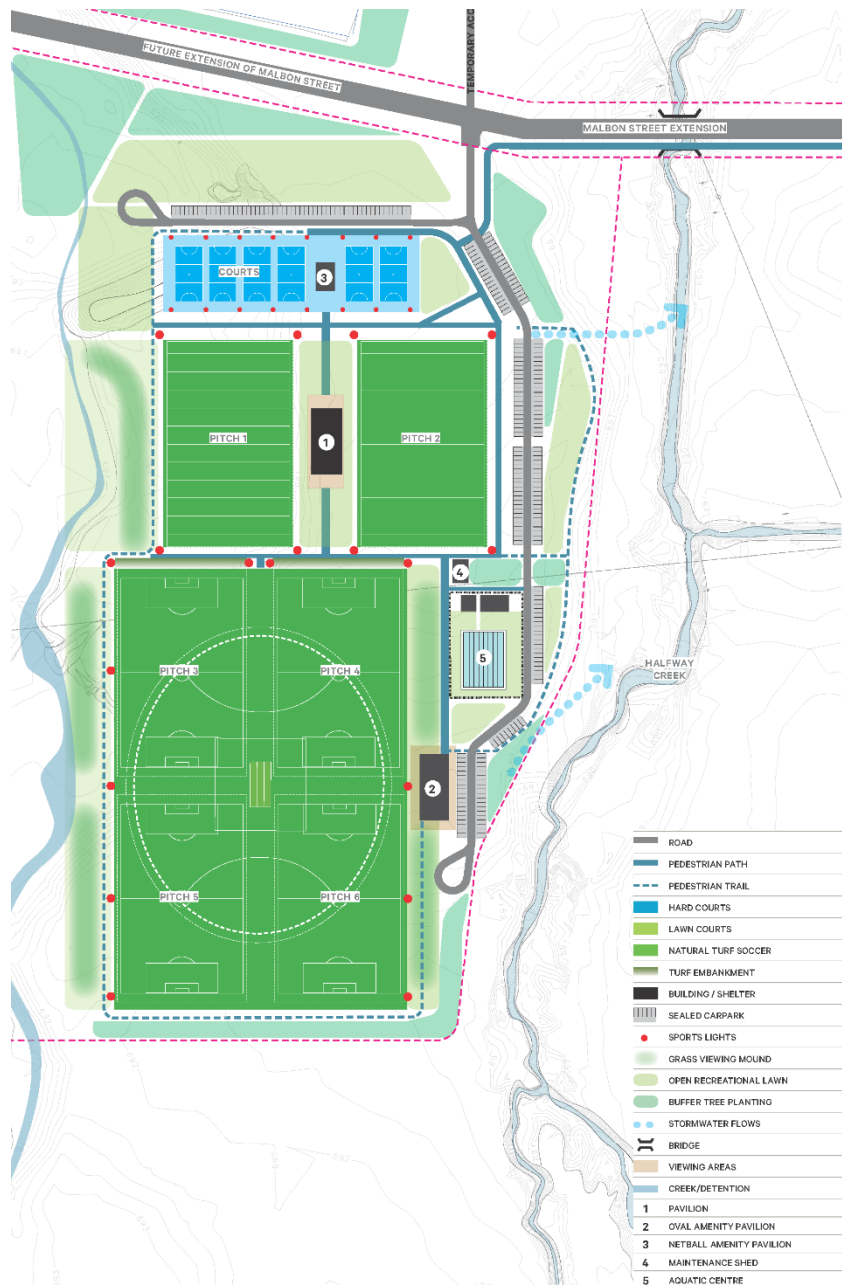 TEMPORARY ACC
FUTURE EXTENSION OF MALBON STREET
MALBON STREET EXTENSION
COURTS
3
PITCH 1
1
PITCH 2
4
5
PITCH 3
PITCH 4
HALFWAY
CREEK
2
PITCH 5
PITCH 6
ROAD
PEDESTRIAN PATH
PEDESTRIAN TRAIL
HARD COURTS
LAWN COURTS
NATURAL TURF SOCCER
TURF EMBANKMENT
BUILDING / SHELTER
SEALED CARPARK
SPORTS LIGHTS
GRASS VIEWING MOUND
OPEN RECREATIONAL LAWN
BUFFER TREE PLANTING
STORMWATER FLOWS
BRIDGE
VIEWING AREAS
CREEK/DETENTION
1 PAVILION
2 OVAL AMENITY PAVILION
3 NETBALL AMENITY PAVILION
4 MAINTENANCE SHED
5 AQUATIC CENTRE